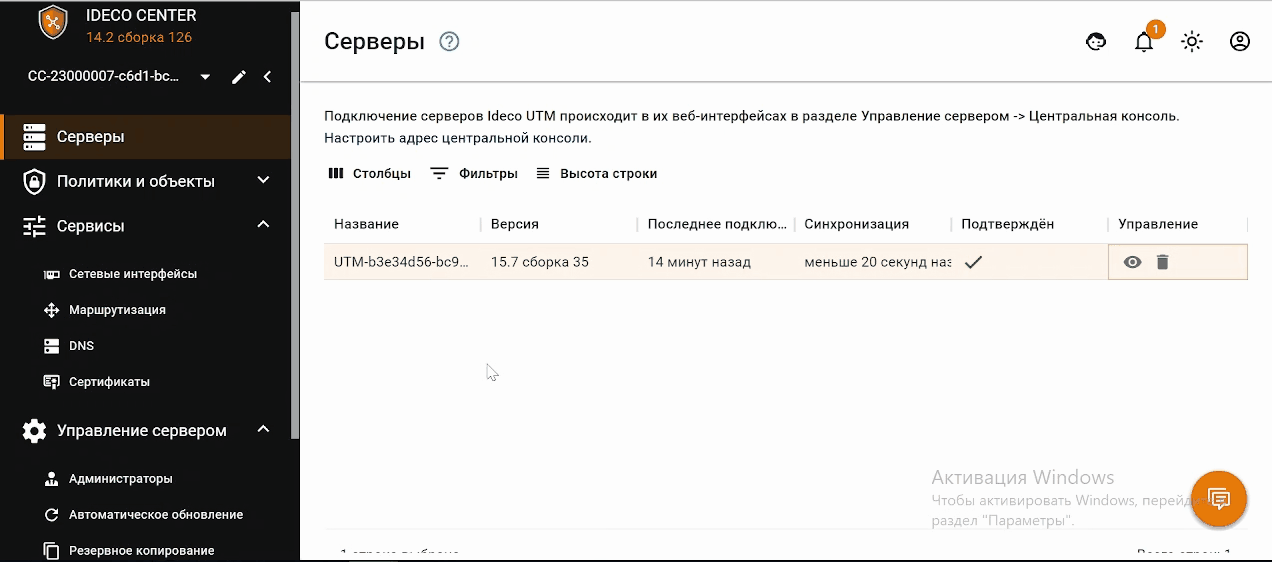 IDECO CENTER
14.2 сборка 126
CC-23000007-c6d1-bc...
Серверы
Политики и объекты
Сервисы
Сетевые интерфейсы
Маршрутизация
DNS
Сертификаты
Управление сервером
Администраторы
Автоматическое обновление
Резервное копирование
Серверы
1
Подключение серверов Ideco UTM происходит в их веб-интерфейсах в разделе Управление сервером -> Центральная консоль.
Настроить адрес центральной консоли.
Столбцы Фильтры Высота строки
Название Версия Последнее подклю... Синхронизация Подтверждён Управление
UTM-b3e34d56-bc9... 15.7 сборка 35 14 минут назад меньше 20 секунд наз
Активация Windows
Чтобы активировать Windows, перейди
раздел "Параметры".